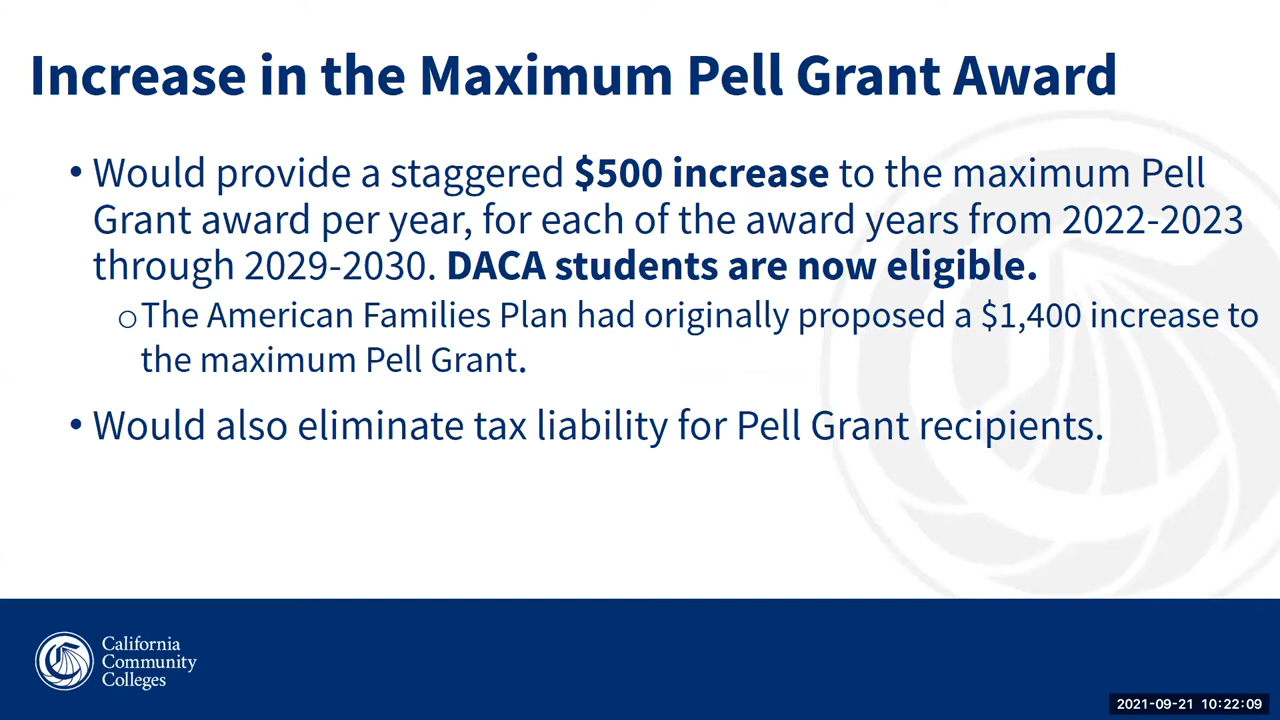 Increase in the Maximum Pell Grant Award
• Would provide a staggered $500 increase to the maximum Pell
Grant award per year, for each of the award years from 2022-2023
through 2029-2030. DACA students are now eligible.
○ The American Families Plan had originally proposed a $1,400 increase to
the maximum Pell Grant.
• Would also eliminate tax liability for Pell Grant recipients.
California
Community
Colleges
2021-09-21 10:22:09